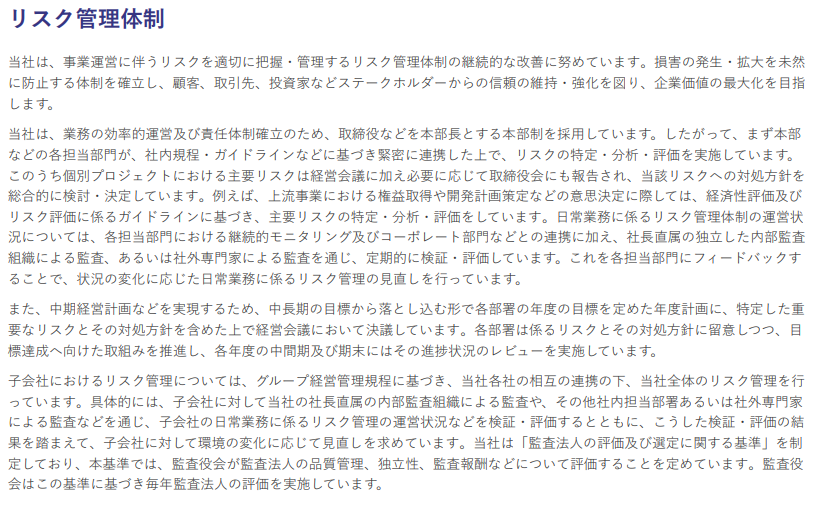 リスク管理体制
当社は、事業運営に伴うリスクを適切に把握・管理するリスク管理体制の継続的な改善に努めています。損害の発生・拡大を未然
に防止する体制を確立し、顧客、取引先、投資家などステークホルダーからの信頼の維持・強化を図り、企業価値の最大化を目指
します。
当社は、業務の効率的運営及び責任体制確立のため、取締役などを本部長とする本部制を採用しています。したがって、まず本部
などの各担当部門が、社内規程・ガイドラインなどに基づき緊密に連携した上で、リスクの特定・分析・評価を実施しています。
このうち個別プロジェクトにおける主要リスクは経営会議に加え必要に応じて取締役会にも報告され、当該リスクへの対処方針を
総合的に検討・決定しています。例えば、上流事業における権益取得や開発計画策定などの意思決定に際しては、経済性評価及び
リスク評価に係るガイドラインに基づき、主要リスクの特定・分析・評価をしています。日常業務に係るリスク管理体制の運営状
況については、各担当部門における継続的モニタリング及びコーポレート部門などとの連携に加え、社長直属の独立した内部監査
組織による監査、あるいは社外専門家による監査を通じ、定期的に検証・評価しています。これを各担当部門にフィードバックす
ることで、状況の変化に応じた日常業務に係るリスク管理の見直しを行っています。
また、中期経営計画などを実現するため、中長期の目標から落とし込む形で各部署の年度の目標を定めた年度計画に、特定した重
要なリスクとその対処方針を含めた上で経営会議において決議しています。各部署は係るリスクとその対処方針に留意しつつ、目
標達成へ向けた取組みを推進し、各年度の中間期及び期末にはその進捗状況のレビューを実施しています。
子会社におけるリスク管理については、グループ経営管理規程に基づき、当社各社の相互の連携の下、当社全体のリスク管理を行
っています。具体的には、子会社に対して当社の社長直属の内部監査組織による監査や、その他社内担当部署あるいは社外専門家
による監査などを通じ、子会社の日常業務に係るリスク管理の運営状況などを検証・評価するとともに、こうした検証・評価の結
果を踏まえて、子会社に対して環境の変化に応じて見直しを求めています。当社は「監査法人の評価及び選定に関する基準」を制
定しており、本基準では、監査役会が監査法人の品質管理、独立性、監査報酬などについて評価することを定めています。監査役
会はこの基準に基づき毎年監査法人の評価を実施しています。